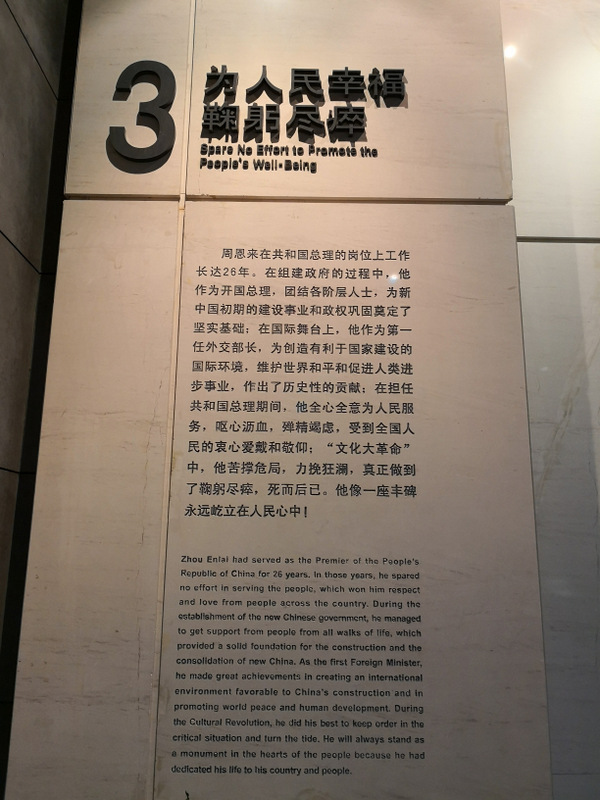 3
为人民幸福
鞠躬尽瘁
Spare No Effort to Promote the
People's Well-Being
周恩来在共和国总理的岗位上工作
长达26年。在组建政府的过程中，他
作为开国总理，团结各阶层人士，为新
中国初期的建设事业和政权巩固奠定了
坚实基础；在国际舞台上，他作为第一
任外交部长，为创造有利于国家建设的
国际环境，维护世界和平和促进人类进
步事业，作出了历史性的贡献；在担任
共和国总理期间，他全心全意为人民服
务，呕心沥血，殚精竭虑，受到全国人
民的衷心爱戴和敬仰；“文化大革命”
中，他苦撑危局，力挽狂澜，真正做到
了鞠躬尽瘁，死而后已。他像一座丰碑
永远屹立在人民心中！
Zhou Enlai had served as the Premier of the People's
Republic of China for 26 years. In those years, he spared
no effort in serving the people, which won him respect
and love from people across the country. During the
establishment of the new Chinese government, he managed
to get support from people from all walks of life, which
provided a solid foundation for the construction and the
consolidation of new China. As the first Foreign Minister,
he made great achievements in creating an international
environment favorable to China's construction and in
promoting world peace and human development. During
the Cultural Revolution, he did his best to keep order in the
critical situation and turn the tide. He will always stand as
a monument in the hearts of the people because he had
dedicated his life to his country and people.